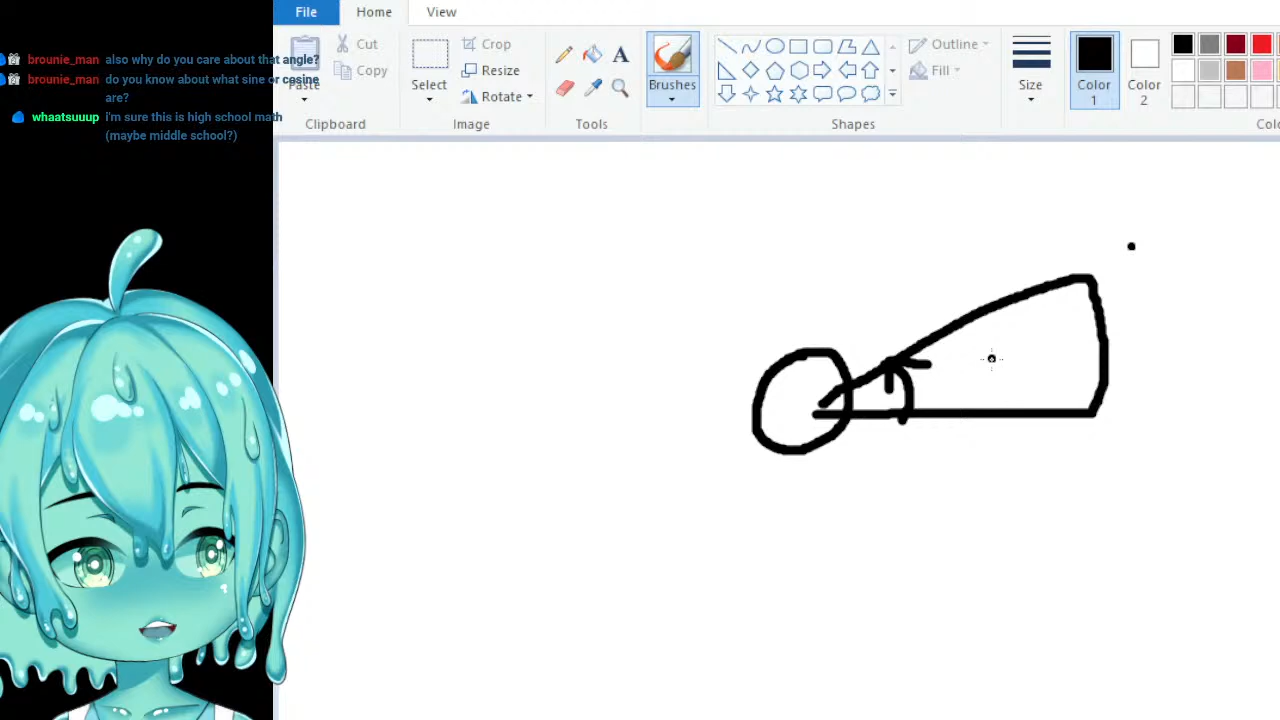 File Home View
brounie_man also why do you care about that angle?
brounie_man do you know about what sine or cosine
are?
whaatsuuup i'm sure this is high school math
(maybe middle school?)
Paste
Cut
Copy
Clipboard
Select
Crop
Resize
Rotate
Image
A
Tools
Brushes
Shapes
Outline
Fill
Size
Color
1
Color
2